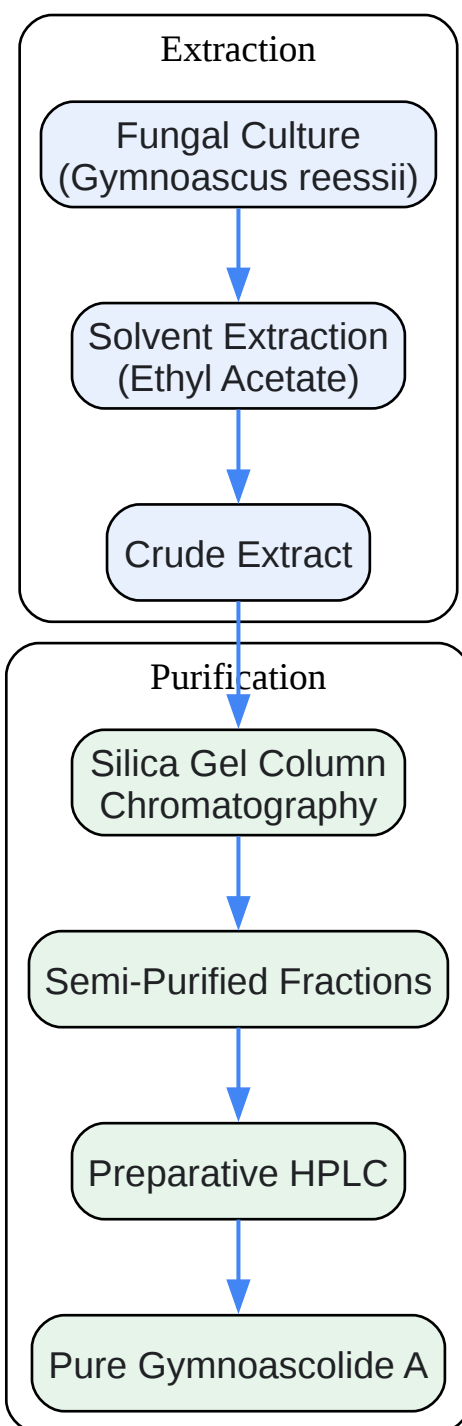 Extraction
Fungal Culture
(Gymnoascus reessii)
Solvent Extraction
(Ethyl Acetate)
Crude Extract
Purification
Silica Gel Column
Chromatography
Semi-Purified Fractions
Preparative HPLC
Pure Gymnoascolide A